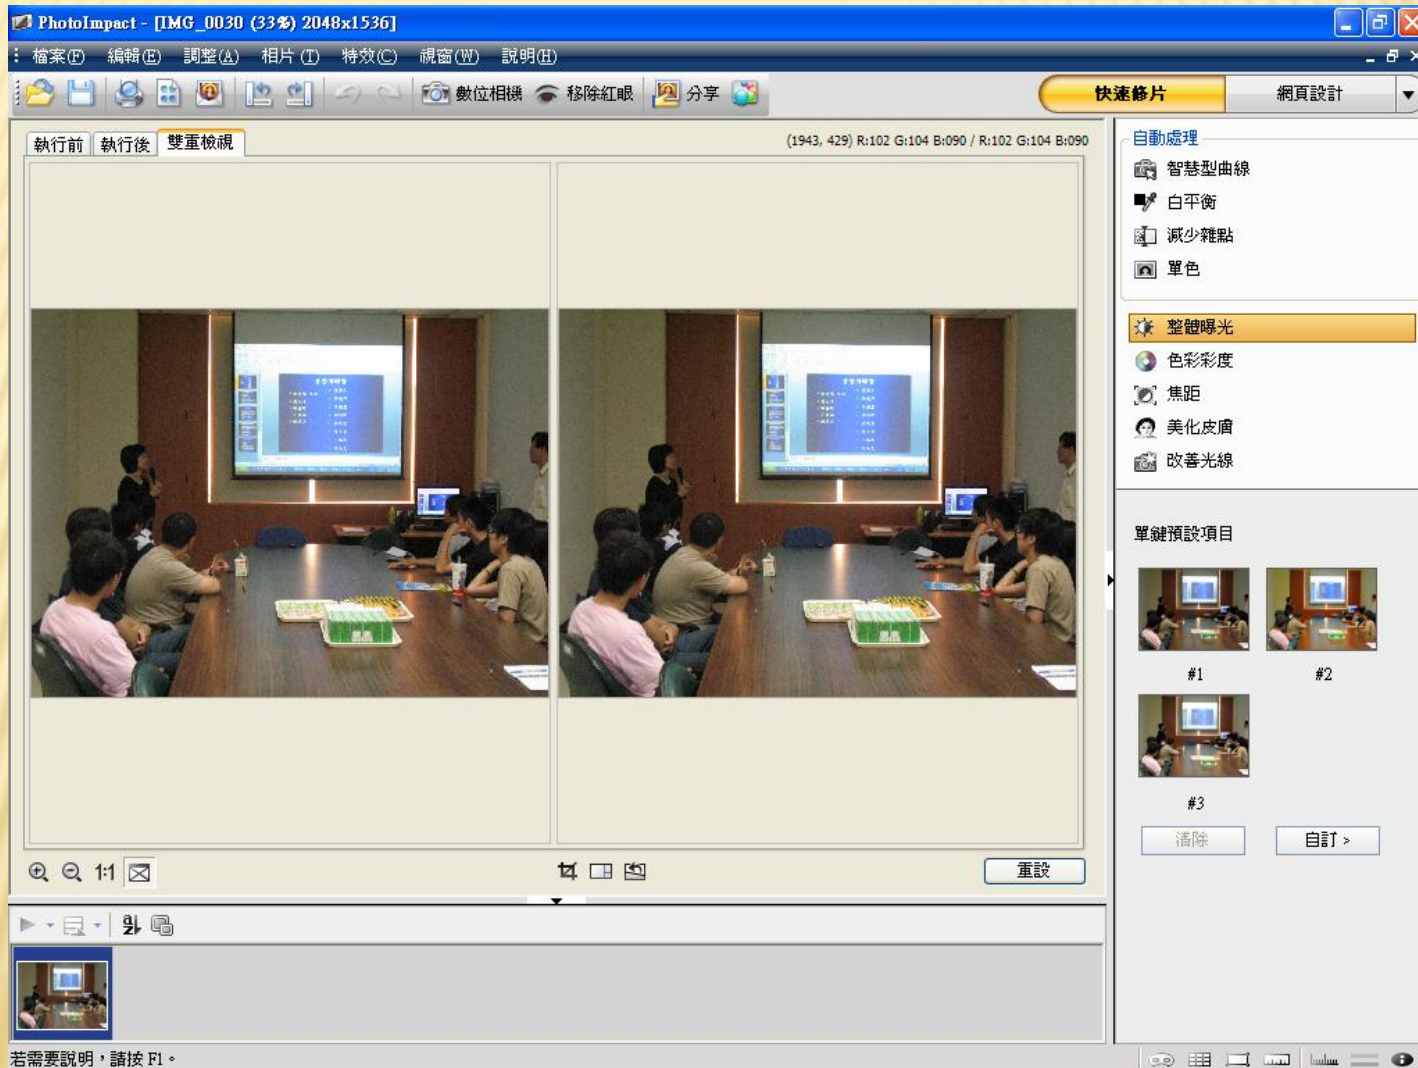 PhotoImpact - [IMG_0030 (33%) 2048x1536]
檔案(F) 編輯(E) 調整(A) 相片(T) 特效(C) 視窗(W) 說明(H)
數位相機 移除紅眼 分享 快速修片 網頁設計
執行前 執行後 雙重檢視
(1943, 429) R:102 G:104 B:090 / R:102 G:104 B:090
自動處理
智慧型曲線
白平衡
減少雜點
單色
整體曝光
色彩彩度
焦距
美化皮膚
改善光線
單鍵預設項目
#1 #2
#3
清除 自訂 >
1:1 重設
若需要說明，請按 F1。